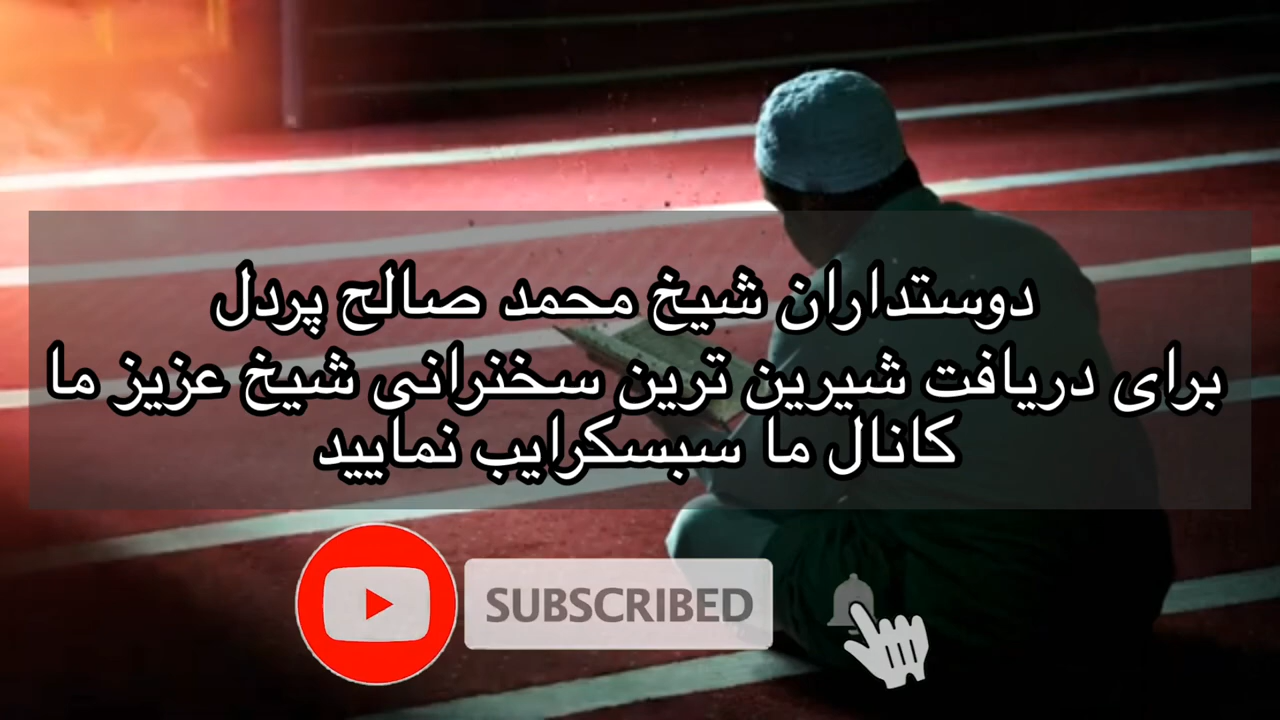 دوستداران شیخ محمد صالح پردل
برای دریافت شیرین ترین سخنرانی شیخ عزیز ما
کانال ما سبسکرایب نمایید
SUBSCRIBED